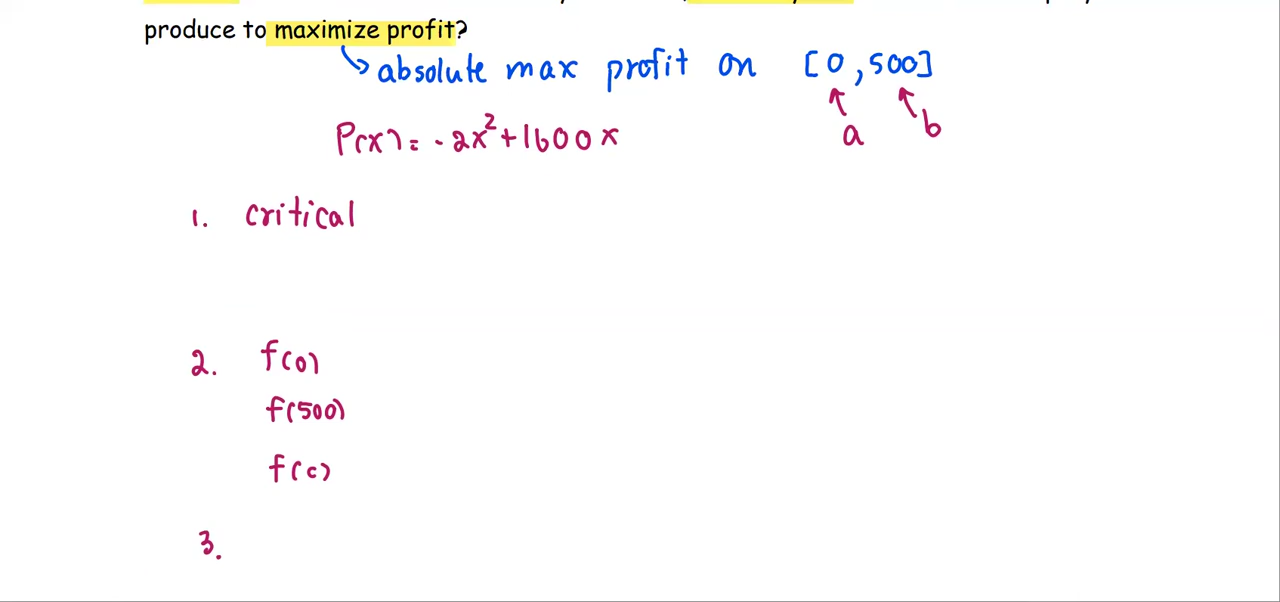 produce to maximize profit?
absolute max profit on [0,500]
P(x) = -2x²+1600x
a
b
1. critical
2. f(0)
f(500)
f(c)
3.